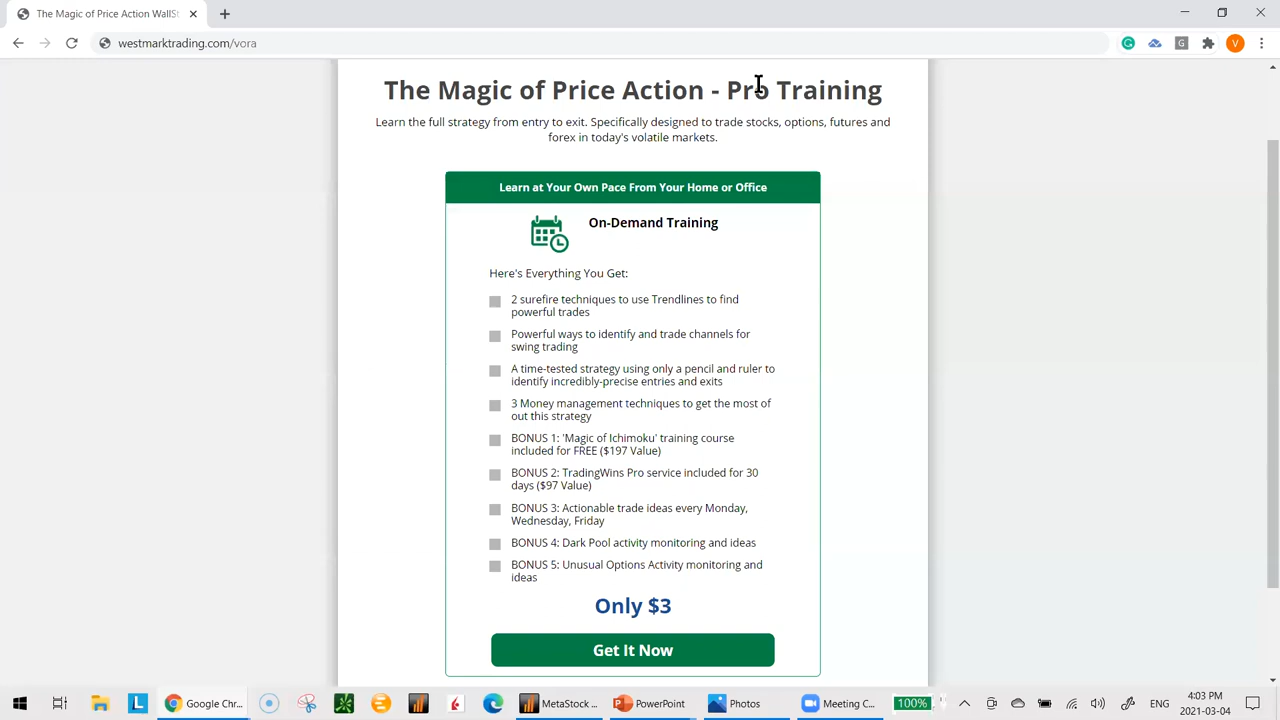 The Magic of Price Action WallSt
westmarktrading.com/vora
G
V
The Magic of Price Action - Pro Training
Learn the full strategy from entry to exit. Specifically designed to trade stocks, options, futures and
forex in today's volatile markets.
Learn at Your Own Pace From Your Home or Office
On-Demand Training
Here's Everything You Get:
2 surefire techniques to use Trendlines to find
powerful trades
Powerful ways to identify and trade channels for
swing trading
A time-tested strategy using only a pencil and ruler to
identify incredibly-precise entries and exits
3 Money management techniques to get the most of
out this strategy
BONUS 1: 'Magic of Ichimoku' training course
included for FREE ($197 Value)
BONUS 2: TradingWins Pro service included for 30
days ($97 Value)
BONUS 3: Actionable trade ideas every Monday,
Wednesday, Friday
BONUS 4: Dark Pool activity monitoring and ideas
BONUS 5: Unusual Options Activity monitoring and
ideas
Only $3
Get It Now
L
Google Chr...
MetaStock ...
PowerPoint
Photos
Meeting C...
100%
ENG
4:03 PM
2021-03-04